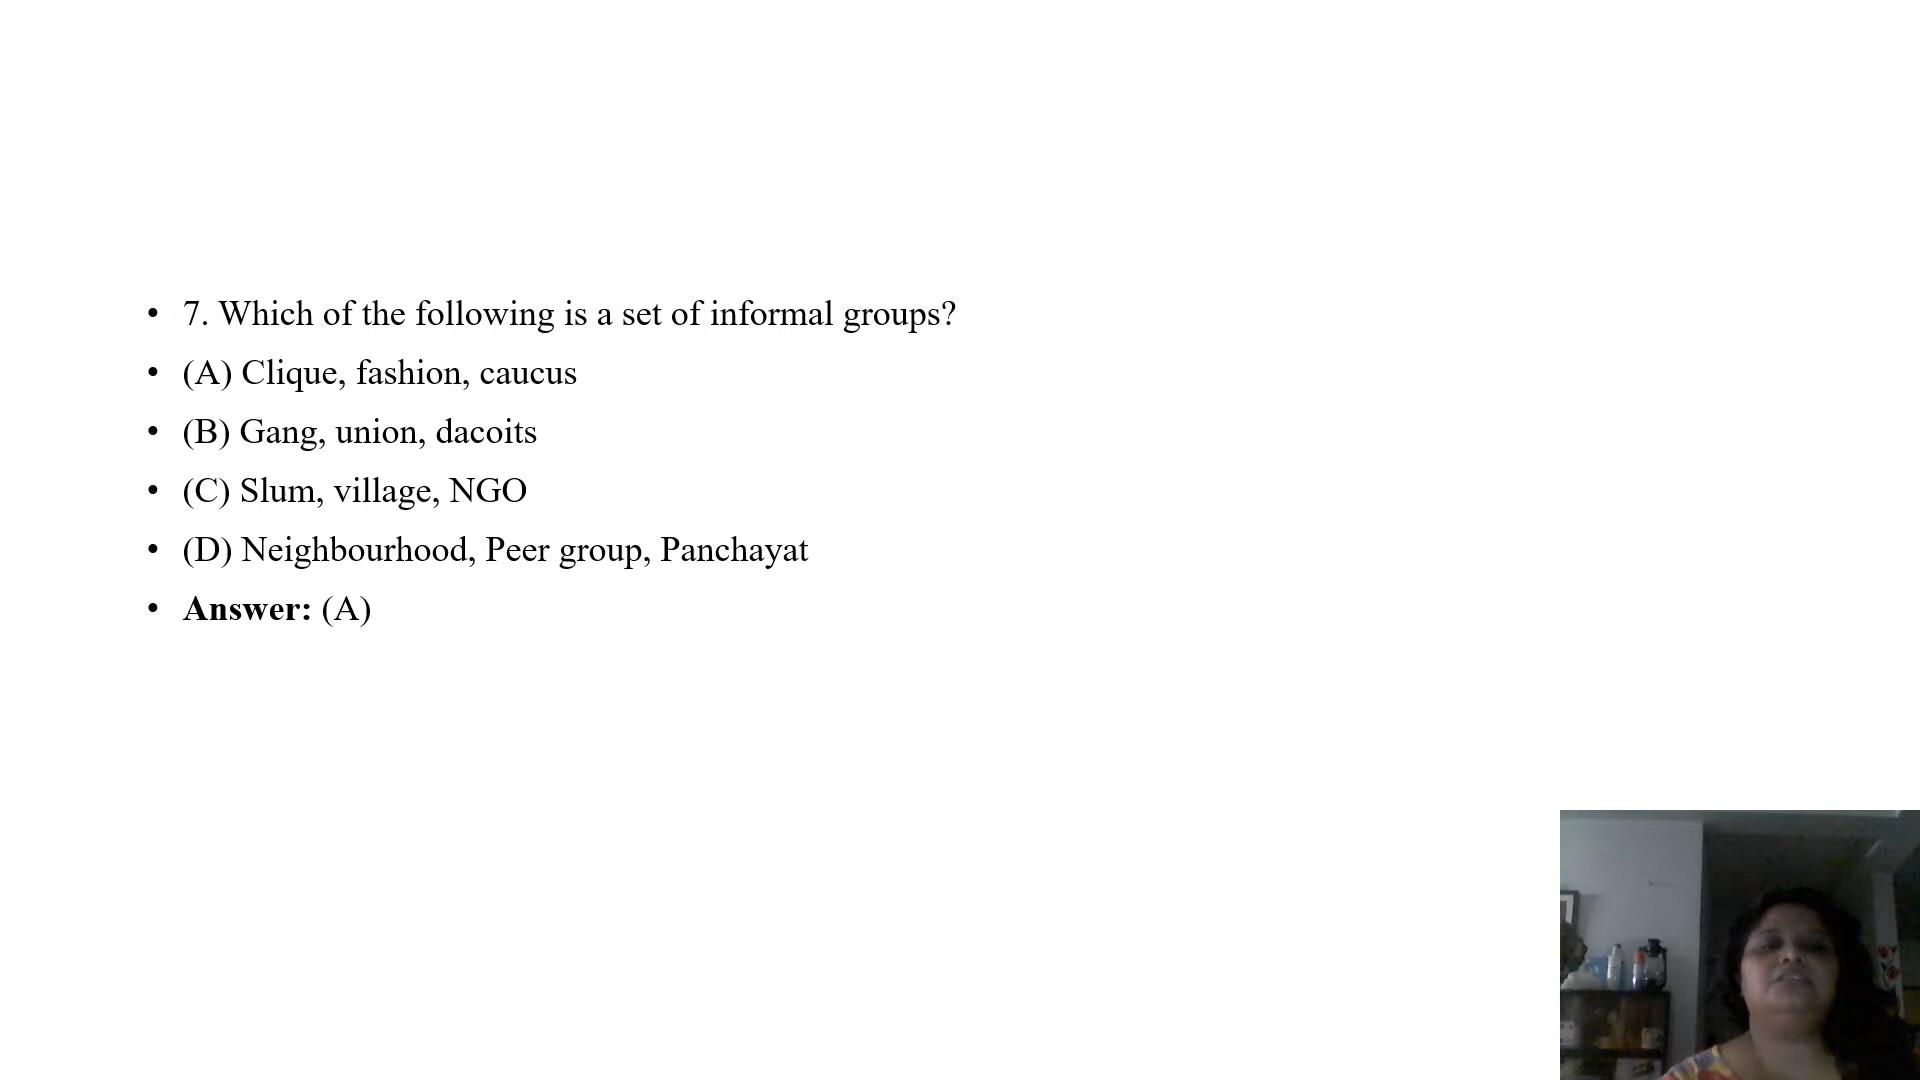 • 7. Which of the following is a set of informal groups?
• (A) Clique, fashion, caucus
• (B) Gang, union, dacoits
• (C) Slum, village, NGO
• (D) Neighbourhood, Peer group, Panchayat
• Answer: (A)